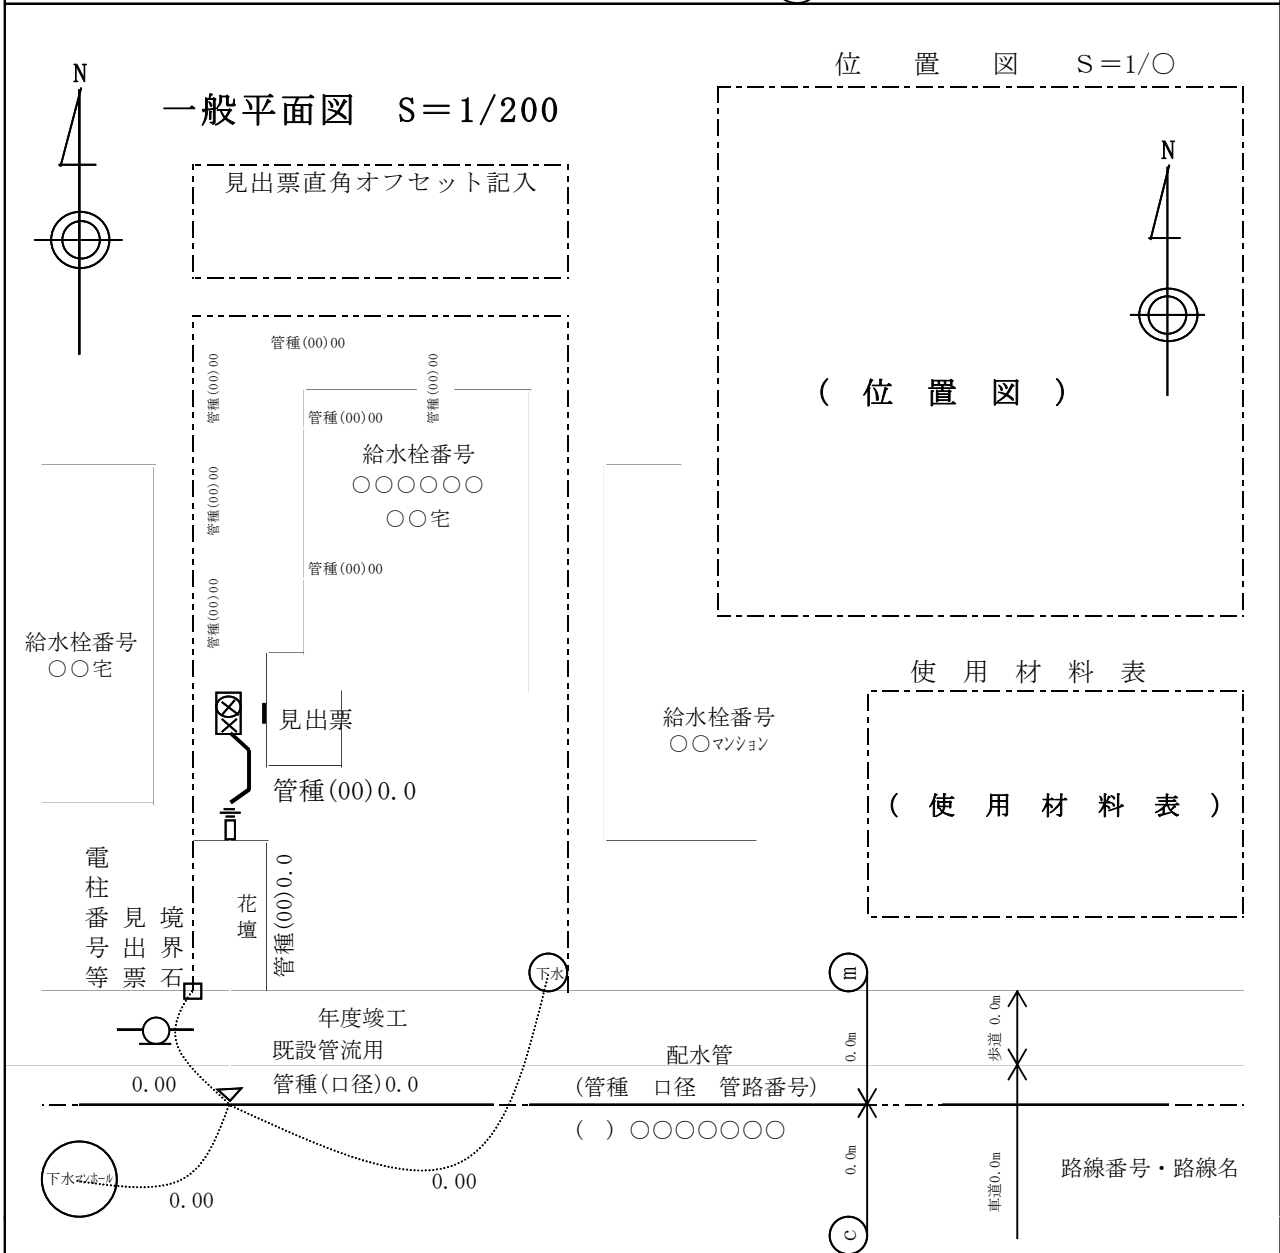 位　置　図　Ｓ＝1/○
N
一般平面図　S＝1/200
N
見出票直角オフセット記入
管種(00)00
管種(00)00
管種(00)00
管種(00)00
(　位　置　図　)
給水栓番号
○○○○○○
○○宅
管種(00)00
管種(00)00
管種(00)00
給水栓番号
○○宅
使　用　材　料　表
見出票
給水栓番号
○○マンション
管種(00)0.0
(　使　用　材　料　表　)
電柱番号等
見出票
境界石
花壇
管種(00)0.0
下水
m
年度竣工
既設管流用
管種(口径)0.0
0.00
配水管
(管種　口径　管路番号)
(　)○○○○○○○
0.0m
歩道 0.0m
下水マンホール
0.00
0.00
0.0m
車道0.0m
路線番号・路線名
c